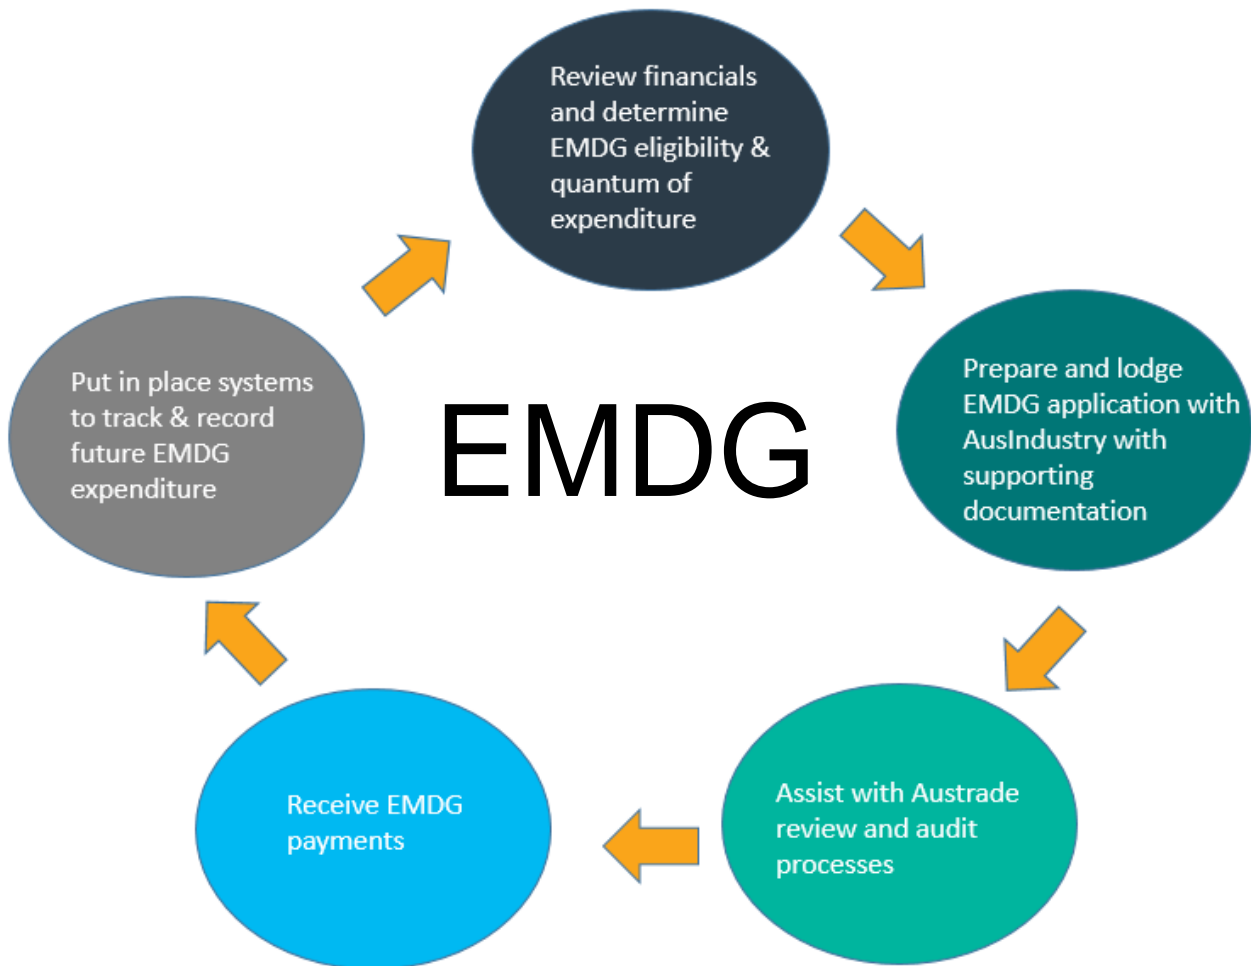 Review financials
and determine
EMDG eligibility &
quantum of
expenditure
Prepare and lodge
EMDG application with
AusIndustry with
supporting
documentation
Assist with Austrade
review and audit
processes
Receive EMDG
payments
Put in place systems
to track & record
future EMDG
expenditure
EMDG